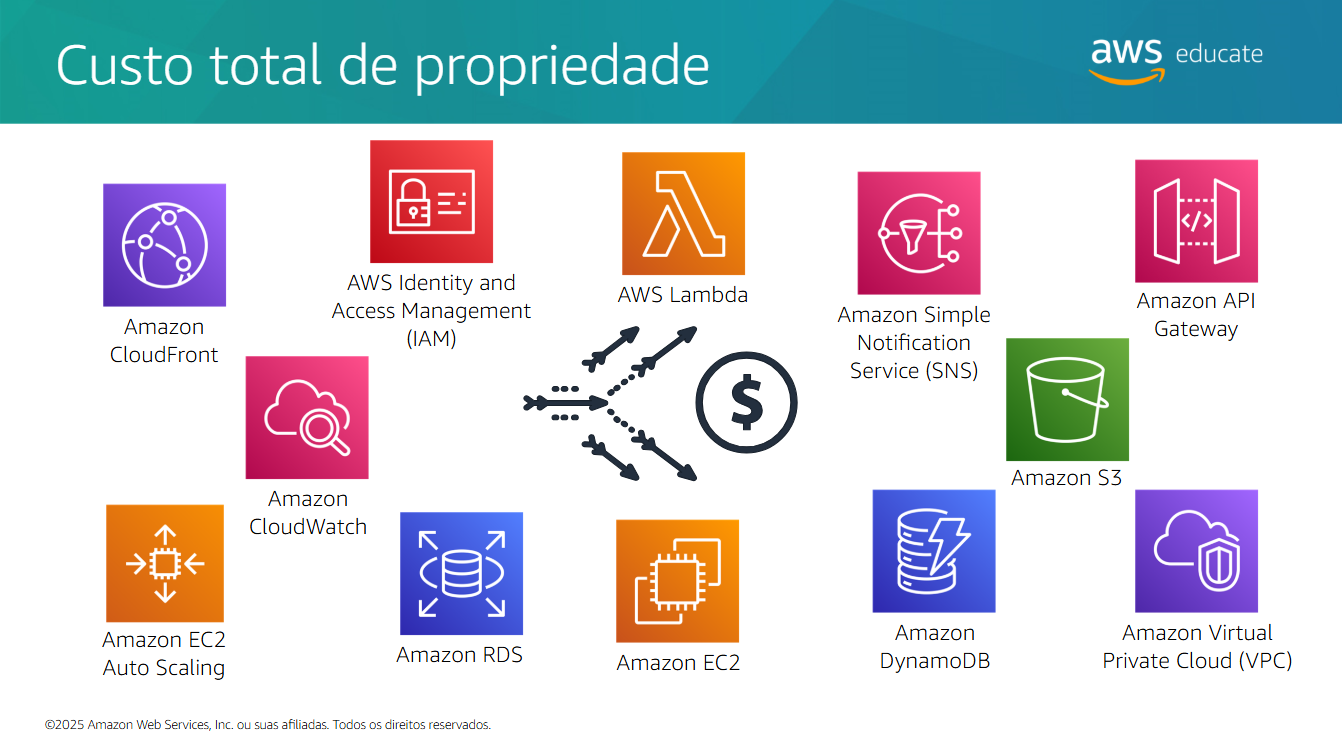 Custo total de propriedade
aws educate
Amazon
CloudFront
AWS Identity and
Access Management
(IAM)
AWS Lambda
Amazon Simple
Notification
Service (SNS)
Amazon API
Gateway
$
Amazon
CloudWatch
Amazon S3
Amazon EC2
Auto Scaling
Amazon RDS
Amazon EC2
Amazon
DynamoDB
Amazon Virtual
Private Cloud (VPC)
©2025 Amazon Web Services, Inc. ou suas afiliadas. Todos os direitos reservados.